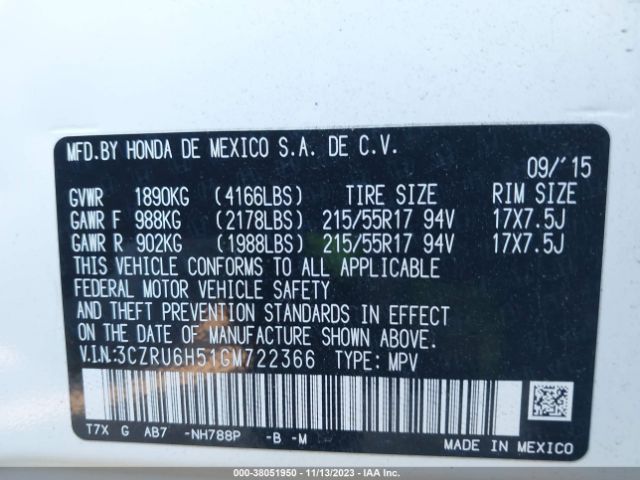 MFD.BY HONDA DE MEXICO S.A. DE C.V.
09/'15
GVWR 1890KG (4166LBS) TIRE SIZE RIM SIZE
GAWR F 988KG (2178LBS) 215/55R17 94V 17X7.5J
GAWR R 902KG (1988LBS) 215/55R17 94V 17X7.5J
THIS VEHICLE CONFORMS TO ALL APPLICABLE
FEDERAL MOTOR VEHICLE SAFETY
AND THEFT PREVENTION STANDARDS IN EFFECT
ON THE DATE OF MANUFACTURE SHOWN ABOVE.
V.I.N:3CZRU6H51GM722366 TYPE: MPV
T7X G AB7 -NH788P -B -M
MADE IN MEXICO
000-38051950 - 11/13/2023 - IAA Inc.